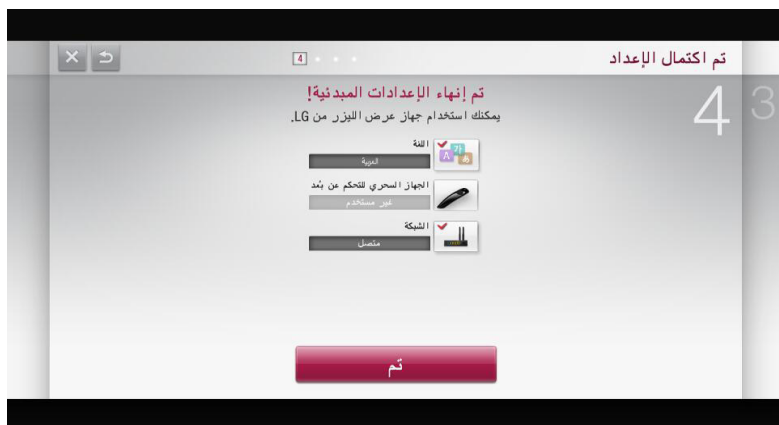 تم اكتمال الإعداد
4
4
3
تم إنهاء الإعدادات المبدئية!
يمكنك استخدام جهاز عرض الليزر من LG.
اللغة
العربية
الجهاز السحري للتحكم عن بُعد
غير مستخدم
الشبكة
متصل
تم